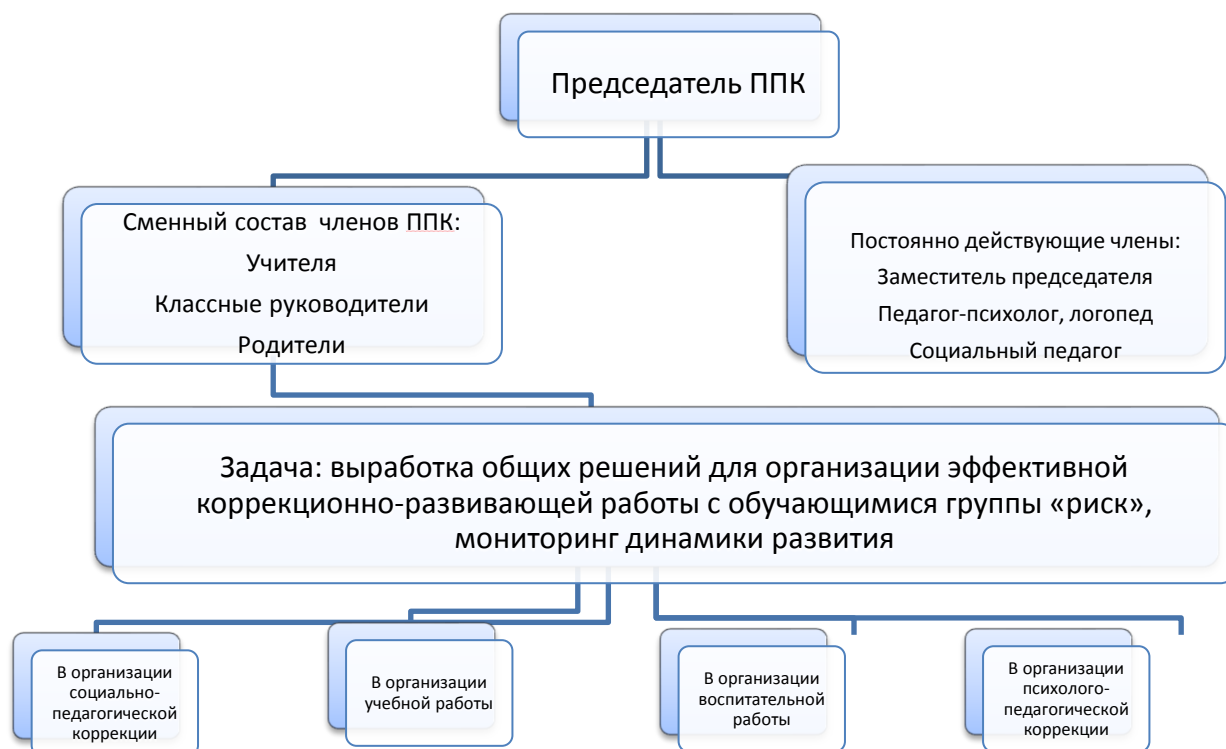 Председатель ППК
Сменный состав членов ППК:
Учителя
Классные руководители
Родители
Постоянно действующие члены:
Заместитель председателя
Педагог-психолог, логопед
Социальный педагог
Задача: выработка общих решений для организации эффективной
коррекционно-развивающей работы с обучающимися группы «риск»,
мониторинг динамики развития
В организации
социально-
педагогической
коррекции
В организации
учебной работы
В организации
воспитательной
работы
В организации
психолого-
педагогической
коррекции